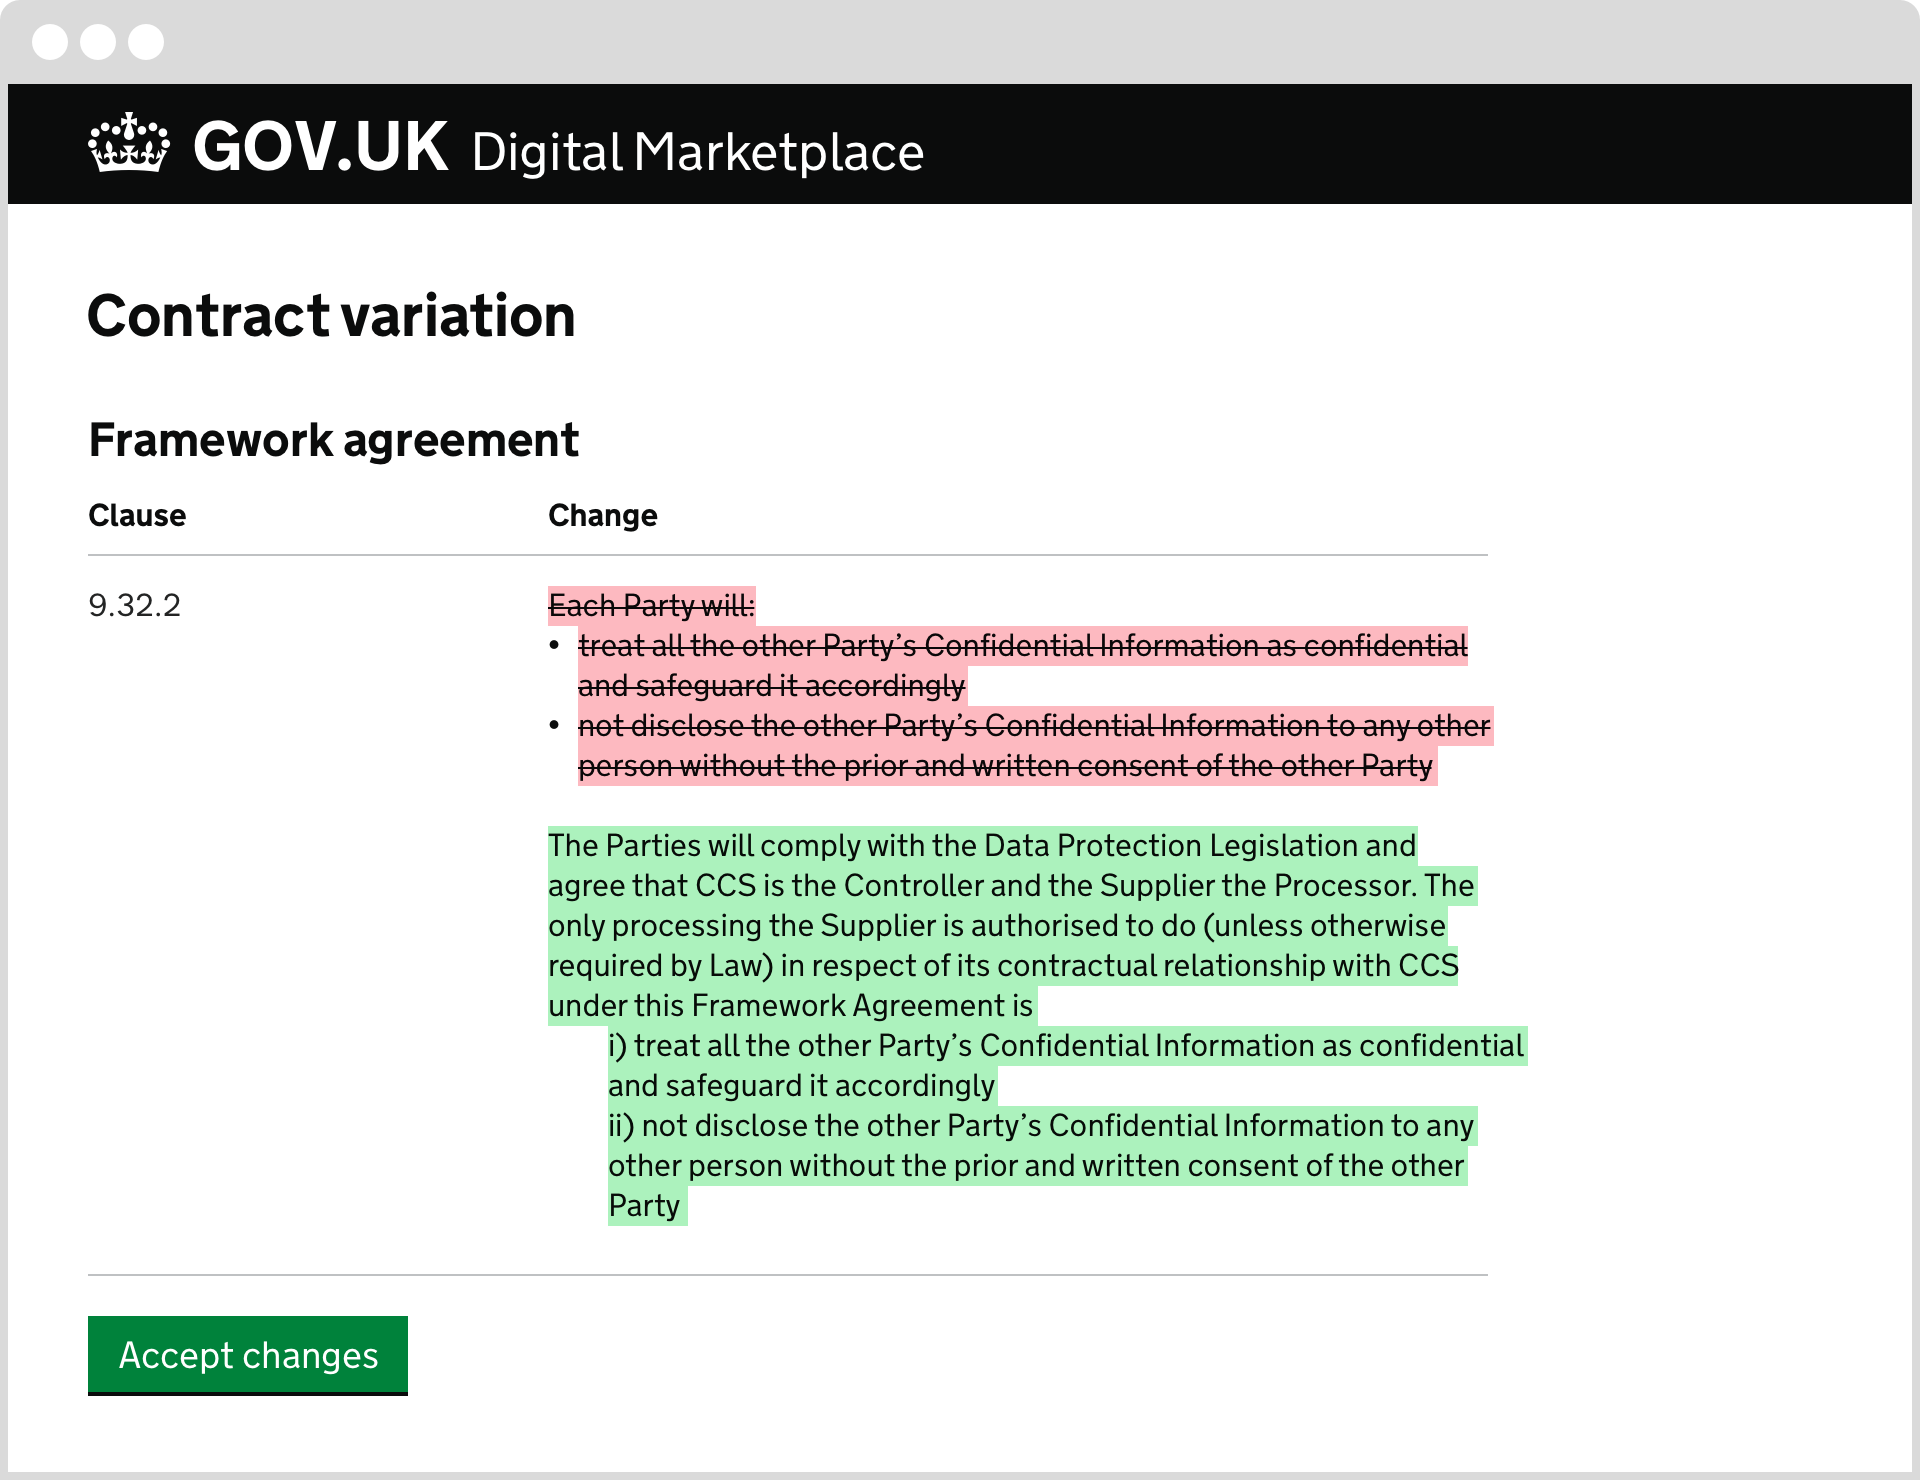 GOV.UK Digital Marketplace
Contract variation
Framework agreement
Clause Change
9.32.2 Each Party will:
• treat all the other Party’s Confidential Information as confidential
and safeguard it accordingly
• not disclose the other Party’s Confidential Information to any other
person without the prior and written consent of the other Party
The Parties will comply with the Data Protection Legislation and
agree that CCS is the Controller and the Supplier the Processor. The
only processing the Supplier is authorised to do (unless otherwise
required by Law) in respect of its contractual relationship with CCS
under this Framework Agreement is
i) treat all the other Party’s Confidential Information as confidential
and safeguard it accordingly
ii) not disclose the other Party’s Confidential Information to any
other person without the prior and written consent of the other
Party
Accept changes